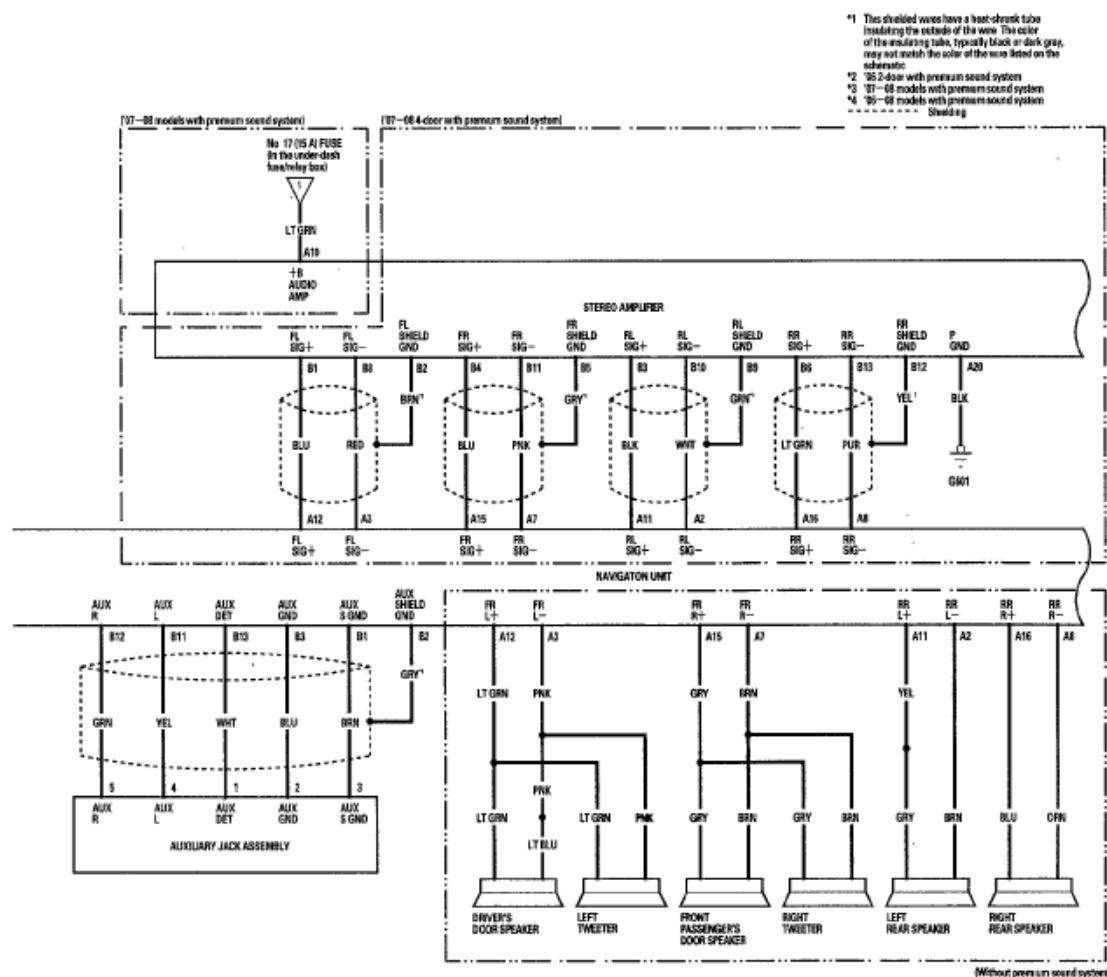 *1 This shielded wires have a heat-shrunk tube
insulating the outside of the wire The color
of the insulating tube, typically black or dark gray,
may not match the color of the wire listed on the
schematic
*2 '06 2-door with premium sound system
*3 '07-08 models with premium sound system
*4 '06-08 models with premium sound system
Shielding
('07-08 models with premium sound system)
('07-08 4-door with premium sound system)
No 17 (15 A) FUSE
(In the under-dash
fuse/relay box)
1
LT GRN
A10
+B
AUDIO
AMP
STEREO AMPLIFIER
FL SIG+
FL SIG-
FL SHIELD GND
FR SIG+
FR SIG-
FR SHIELD GND
RL SIG+
RL SIG-
RL SHIELD GND
RR SIG+
RR SIG-
RR SHIELD GND
P GND
B1 B8 B2 B4 B11 B5 B3 B10 B9 B6 B13 B12 A20
BRN*1 GRY*1 GRN*1 YEL*1 BLK
BLU RED BLU PNK BLK WHT LT GRN PUR
G601
A12 A3 A15 A7 A11 A2 A16 A8
FL SIG+
FL SIG-
FR SIG+
FR SIG-
RL SIG+
RL SIG-
RR SIG+
RR SIG-
NAVIGATON UNIT
AUX R
AUX L
AUX DET
AUX GND
AUX S GND
AUX SHIELD GND
B12 B11 B13 B3 B1 B2
GRY*1
GRN YEL WHT BLU BRN
5 4 1 2 3
AUX R
AUX L
AUX DET
AUX GND
AUX S GND
AUXILIARY JACK ASSEMBLY
FR L+
FR L-
FR R+
FR R-
RR L+
RR L-
RR R+
RR R-
A12 A3 A15 A7 A11 A2 A16 A8
LT GRN PNK GRY BRN YEL
PNK
LT GRN LT GRN PNK GRY BRN GRY BRN GRY BRN BLU ORN
LT BLU
DRIVER'S
DOOR SPEAKER
LEFT
TWEETER
FRONT
PASSENGER'S
DOOR SPEAKER
RIGHT
TWEETER
LEFT
REAR SPEAKER
RIGHT
REAR SPEAKER
(Without premium sound system